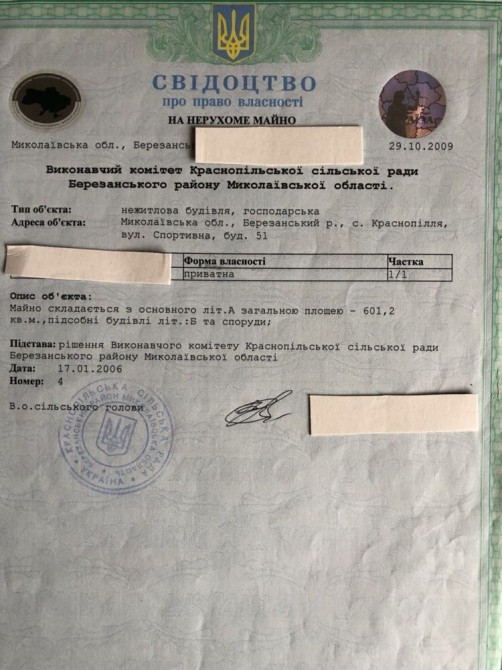 СВІДОЦТВО
про право власності
НА НЕРУХОМЕ МАЙНО
Миколаївська обл., Березансь
29.10.2009
Виконавчий комітет Краснопільської сільської ради
Березанського району Миколаївської області.
Тип об'єкта: нежитлова будівля, господарська
Адреса об'єкта: Миколаївська обл., Березанський р., с. Краснопілля,
вул. Спортивна, буд. 51
Форма власності Частка
приватна 1/1
Опис об'єкта:
Майно складається з основного літ.А загальною площею - 601,2
кв.м.,підсобні будівлі літ.:Б та споруди;
Підстава: рішення Виконавчого комітету Краснопільської сільської ради
Березанського району Миколаївської області
Дата: 17.01.2006
Номер: 4
В.о.сільського голови
КРАСНОПІЛЬСЬКА СІЛЬСЬКА РАДА
УКРАЇНА